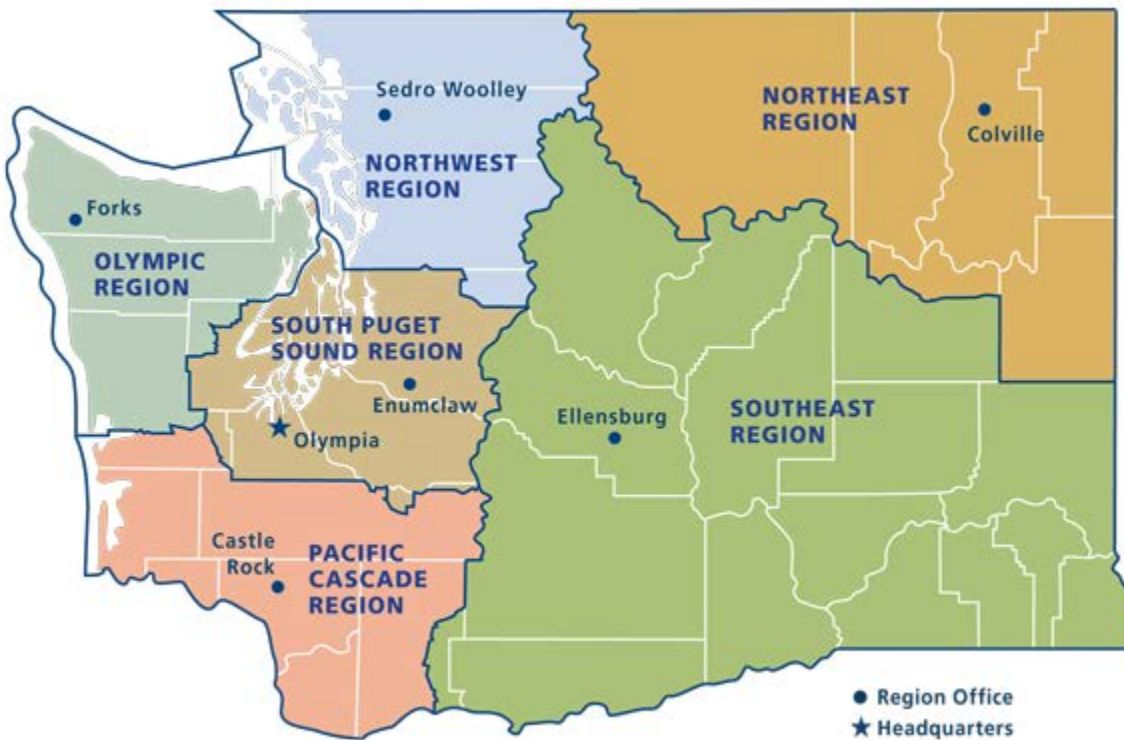 Sedro Woolley
NORTHWEST
REGION
NORTHEAST
REGION
Colville
Forks
OLYMPIC
REGION
SOUTH PUGET
SOUND REGION
Enumclaw
Olympia
Ellensburg
SOUTHEAST
REGION
Castle
Rock
PACIFIC
CASCADE
REGION
Region Office
Headquarters